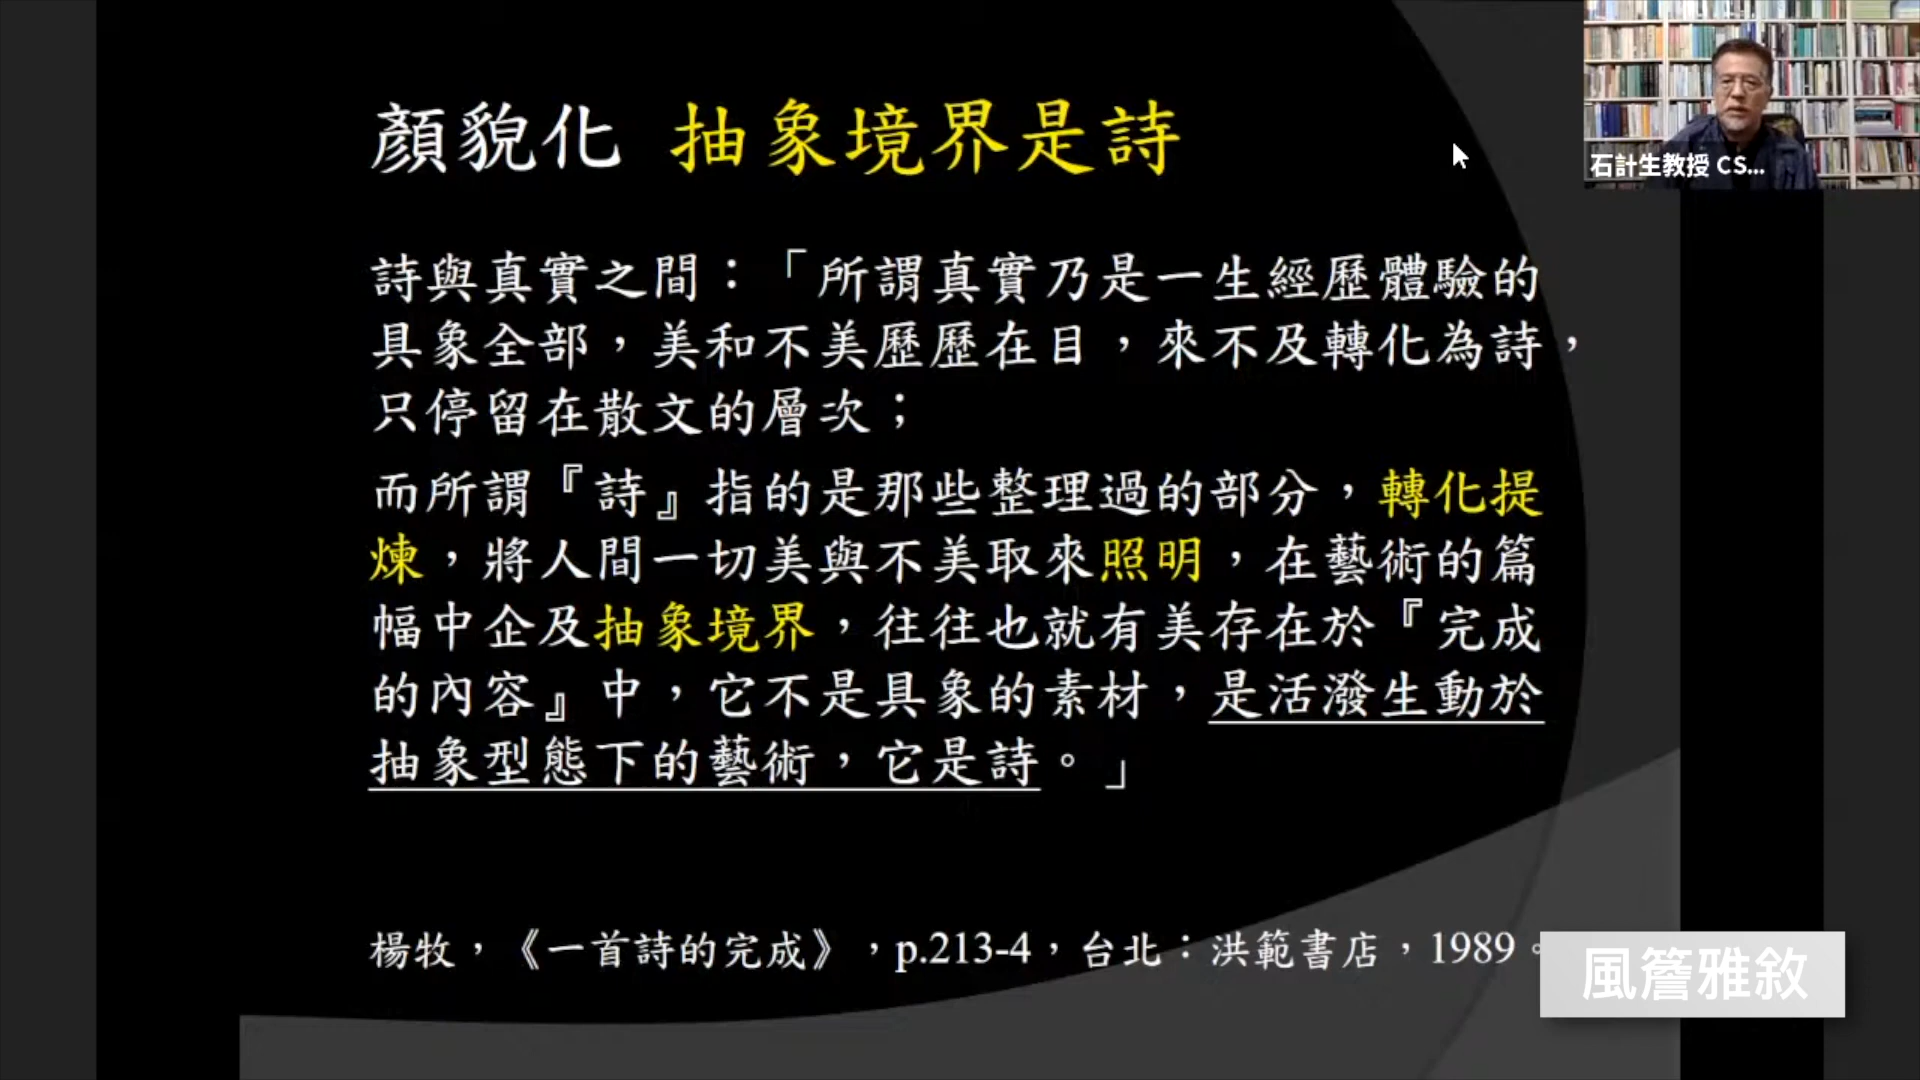 顏貌化 抽象境界是詩
石計生教授 CS...
詩與真實之間：「所謂真實乃是一生經歷體驗的
具象全部，美和不美歷歷在目，來不及轉化為詩，
只停留在散文的層次；
而所謂『詩』指的是那些整理過的部分，轉化提
煉，將人間一切美與不美取來照明，在藝術的篇
幅中企及抽象境界，往往也就有美存在於『完成
的內容』中，它不是具象的素材，是活潑生動於
抽象型態下的藝術，它是詩。」
楊牧，《一首詩的完成》，p.213-4，台北：洪範書店，1989。
風簷雅敘